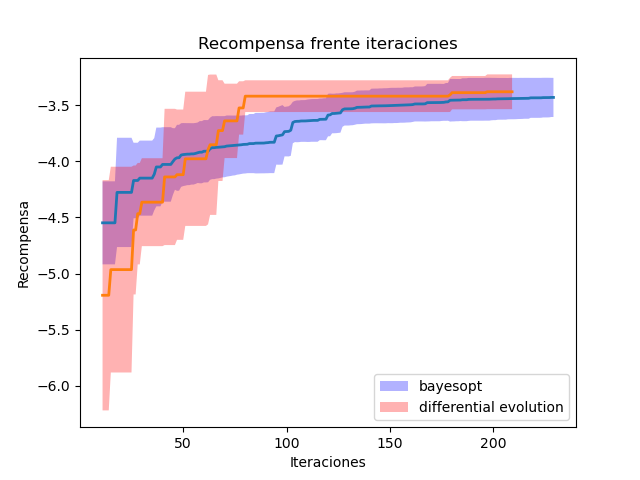 Recompensa frente iteraciones
Recompensa
−3.5
−4.0
−4.5
−5.0
−5.5
−6.0
50
100
150
200
Iteraciones
bayesopt
differential evolution